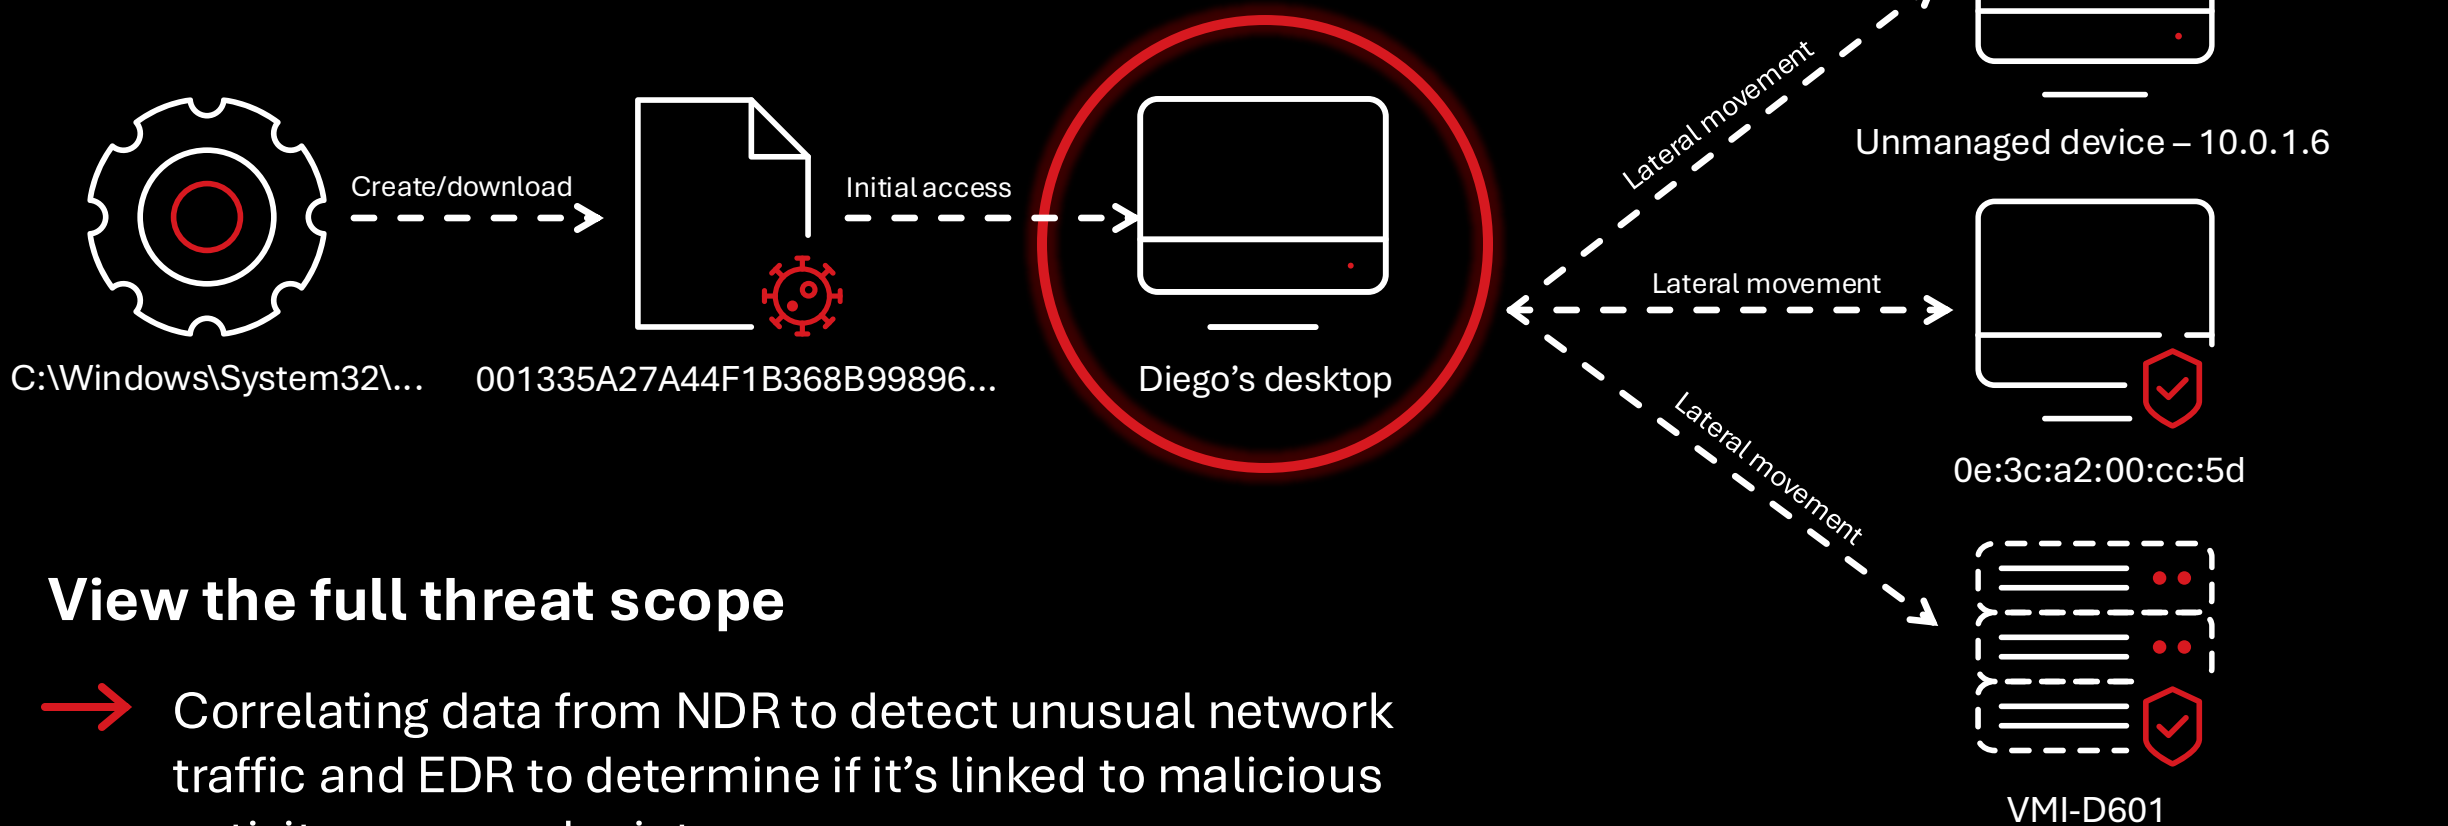 Lateral movement
Unmanaged device – 10.0.1.6
Create/download
Initial access
Lateral movement
C:\Windows\System32\...
001335A27A44F1B368B99896...
Diego’s desktop
Lateral movement
0e:3c:a2:00:cc:5d
View the full threat scope
Correlating data from NDR to detect unusual network
traffic and EDR to determine if it’s linked to malicious
VMI-D601